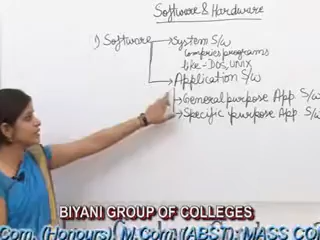 Software & Hardware
1) Software → System S/w
Compries programs
like - DOS, UNIX
Application S/w
General purpose App S/w
Specific purpose App S/w
BIYANI GROUP OF COLLEGES
Com. (Honours), M.Com. (ABST): MASS CO